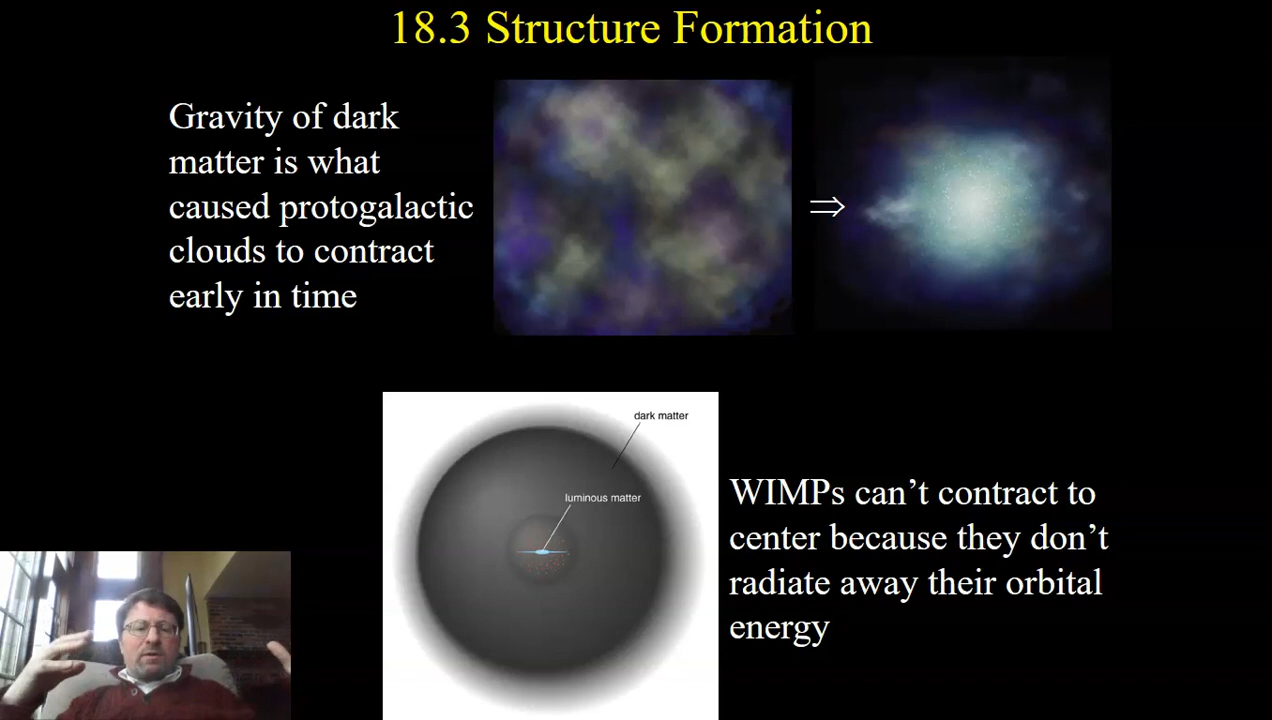 18.3 Structure Formation
Gravity of dark
matter is what
caused protogalactic
clouds to contract
early in time
⇒
dark matter
luminous matter
WIMPs can’t contract to
center because they don’t
radiate away their orbital
energy